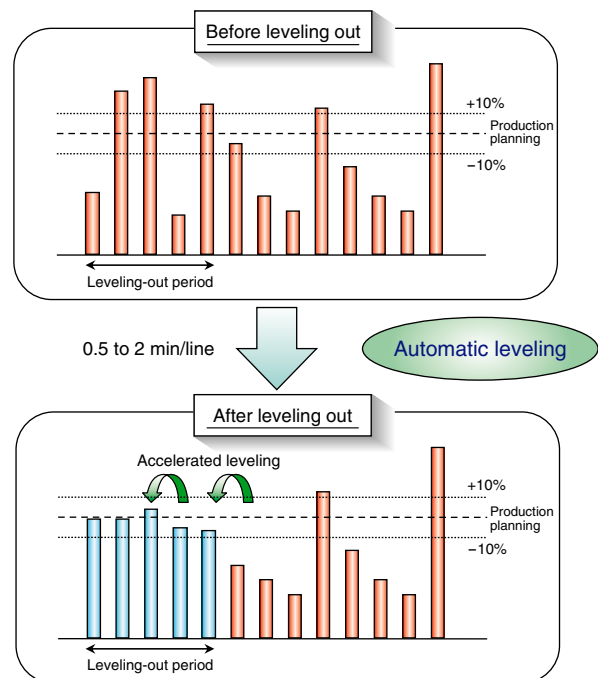 Before leveling out
+10%
Production
planning
−10%
Leveling-out period
0.5 to 2 min/line
Automatic leveling
After leveling out
Accelerated leveling
+10%
Production
planning
−10%
Leveling-out period